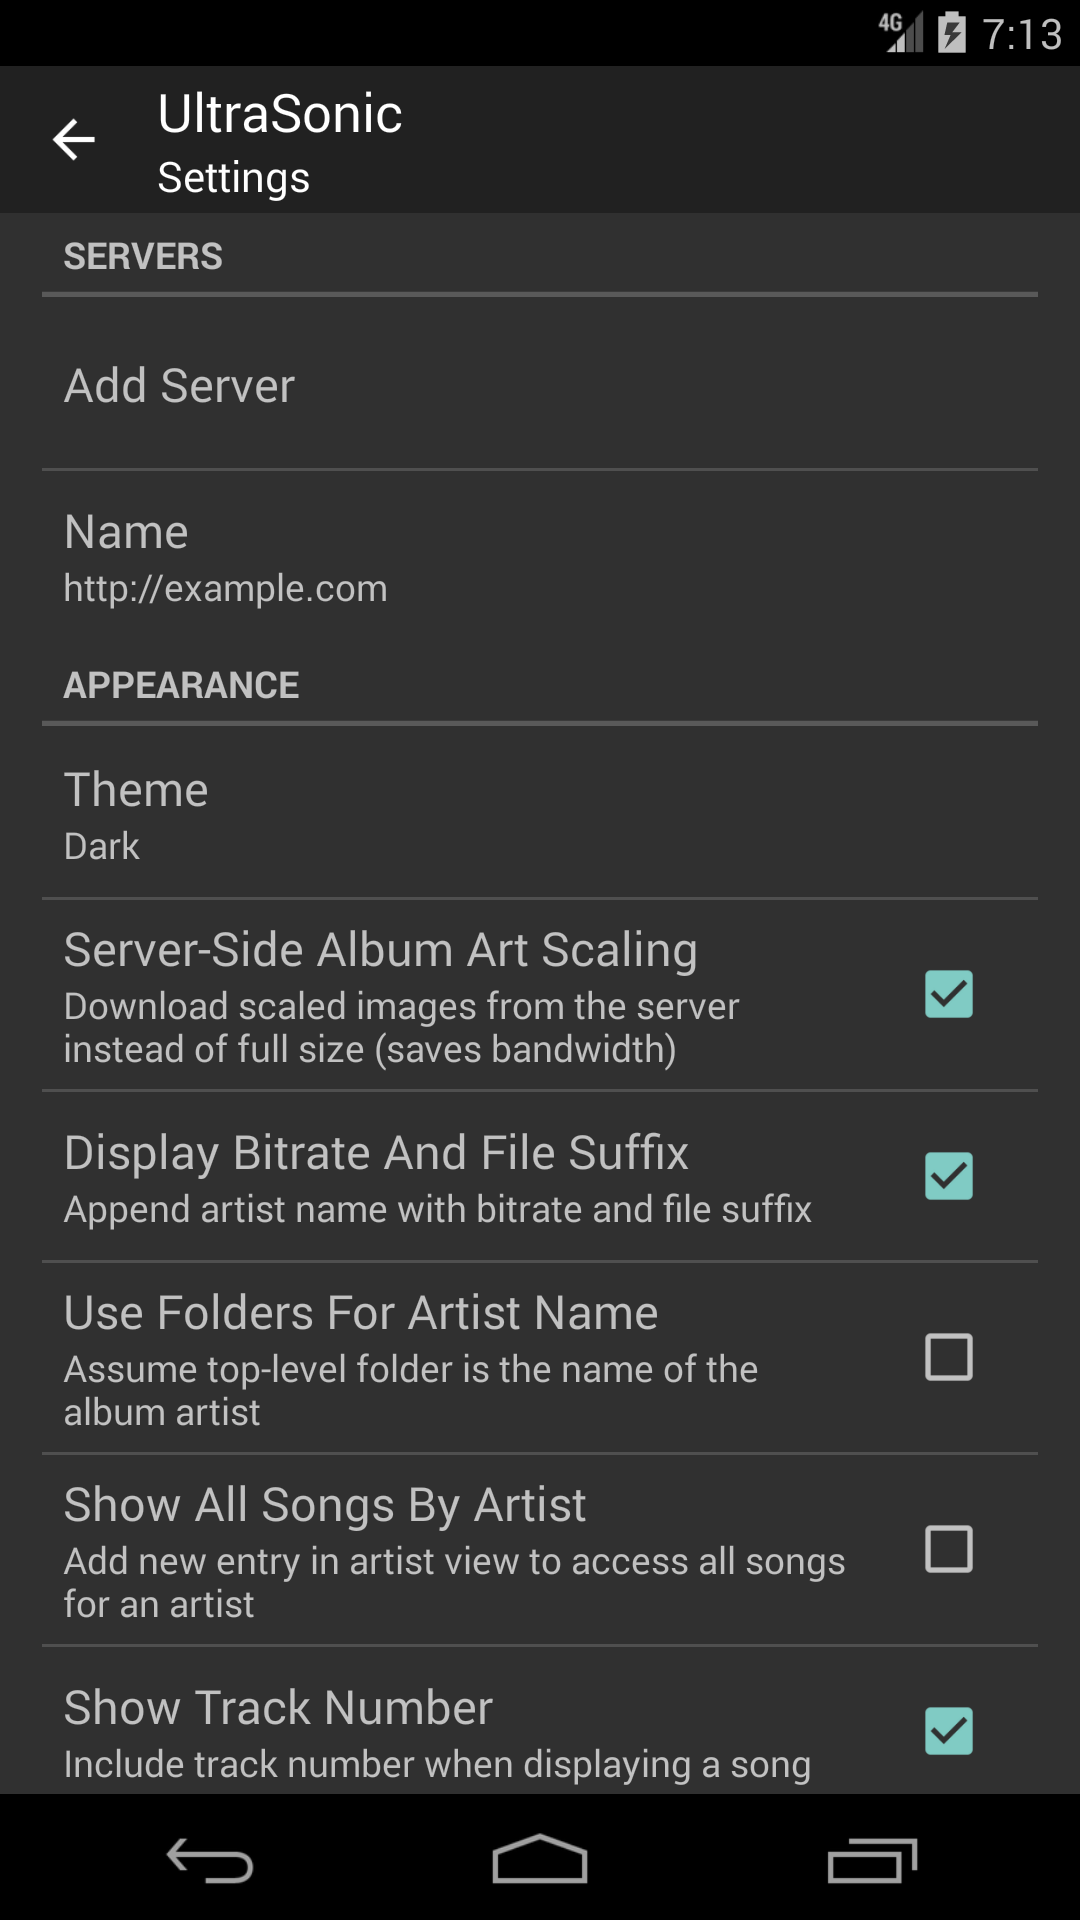 4G 7:13
UltraSonic
Settings
SERVERS
Add Server
Name
http://example.com
APPEARANCE
Theme
Dark
Server-Side Album Art Scaling
Download scaled images from the server
instead of full size (saves bandwidth)
Display Bitrate And File Suffix
Append artist name with bitrate and file suffix
Use Folders For Artist Name
Assume top-level folder is the name of the
album artist
Show All Songs By Artist
Add new entry in artist view to access all songs
for an artist
Show Track Number
Include track number when displaying a song